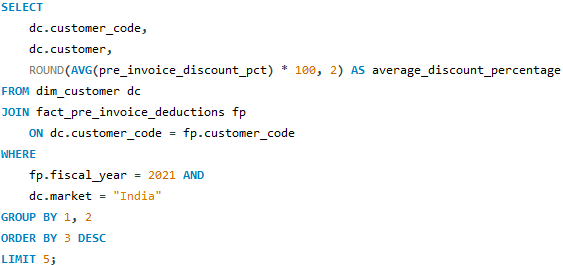 SELECT
dc.customer_code,
dc.customer,
ROUND(AVG(pre_invoice_discount_pct) * 100, 2) AS average_discount_percentage
FROM dim_customer dc
JOIN fact_pre_invoice_deductions fp
ON dc.customer_code = fp.customer_code
WHERE
fp.fiscal_year = 2021 AND
dc.market = "India"
GROUP BY 1, 2
ORDER BY 3 DESC
LIMIT 5;